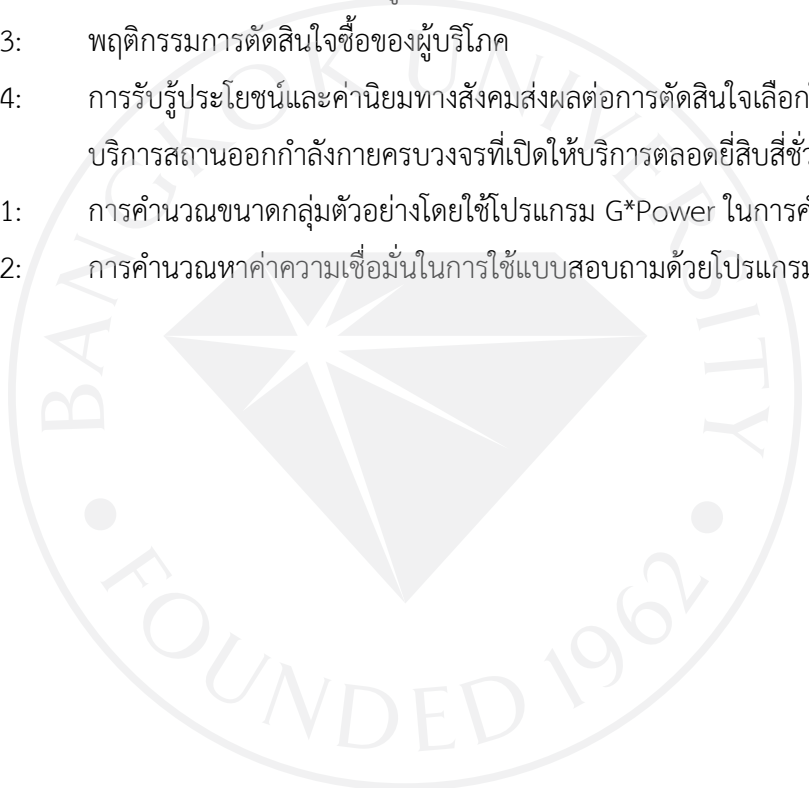 3: พฤติกรรมการตัดสินใจซื้อของผู้บริโภค
4: การรับรู้ประโยชน์และค่านิยมทางสังคมส่งผลต่อการตัดสินใจเลือก
บริการสถานออกกำลังกายครบวงจรที่เปิดให้บริการตลอดยี่สิบสี่ชั่ว
1: การคำนวณขนาดกลุ่มตัวอย่างโดยใช้โปรแกรม G*Power ในการค
2: การคำนวณหาค่าความเชื่อมั่นในการใช้แบบสอบถามด้วยโปรแกรม
BANGKOK UNIVERSITY
• FOUNDED 1962 •